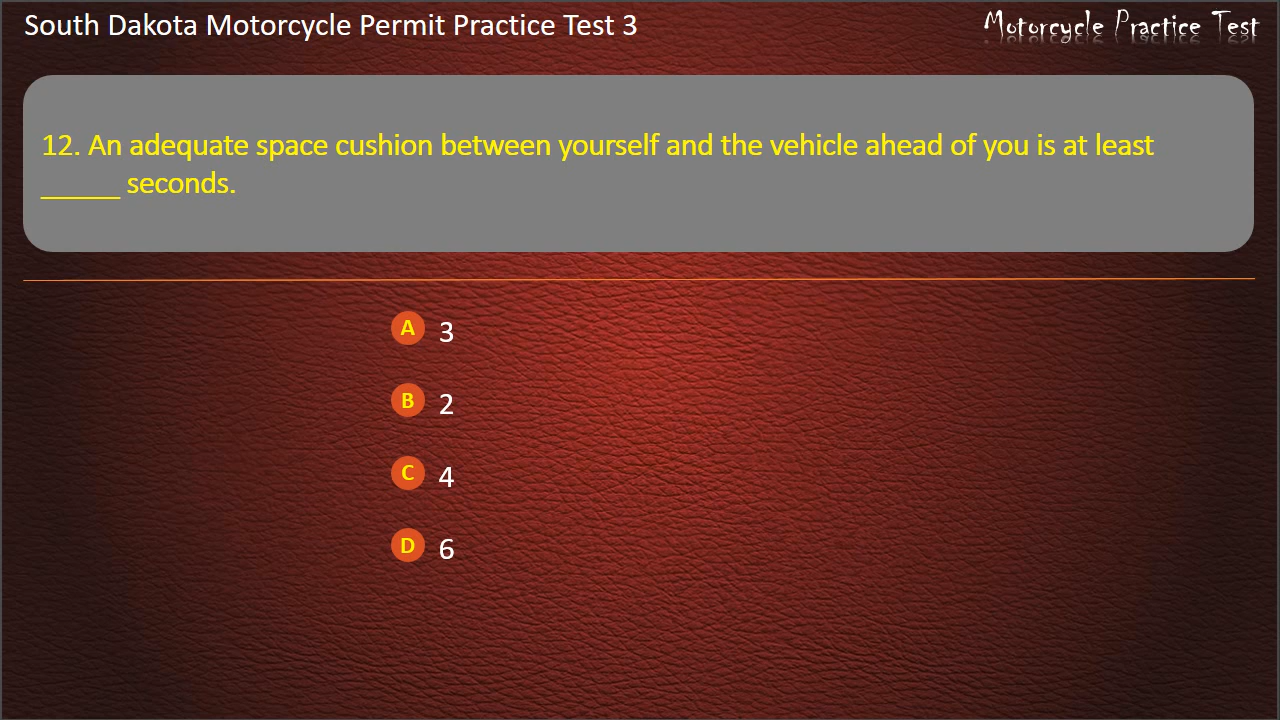 South Dakota Motorcycle Permit Practice Test 3
Motorcycle Practice Test
12. An adequate space cushion between yourself and the vehicle ahead of you is at least
_____ seconds.
A 3
B 2
C 4
D 6